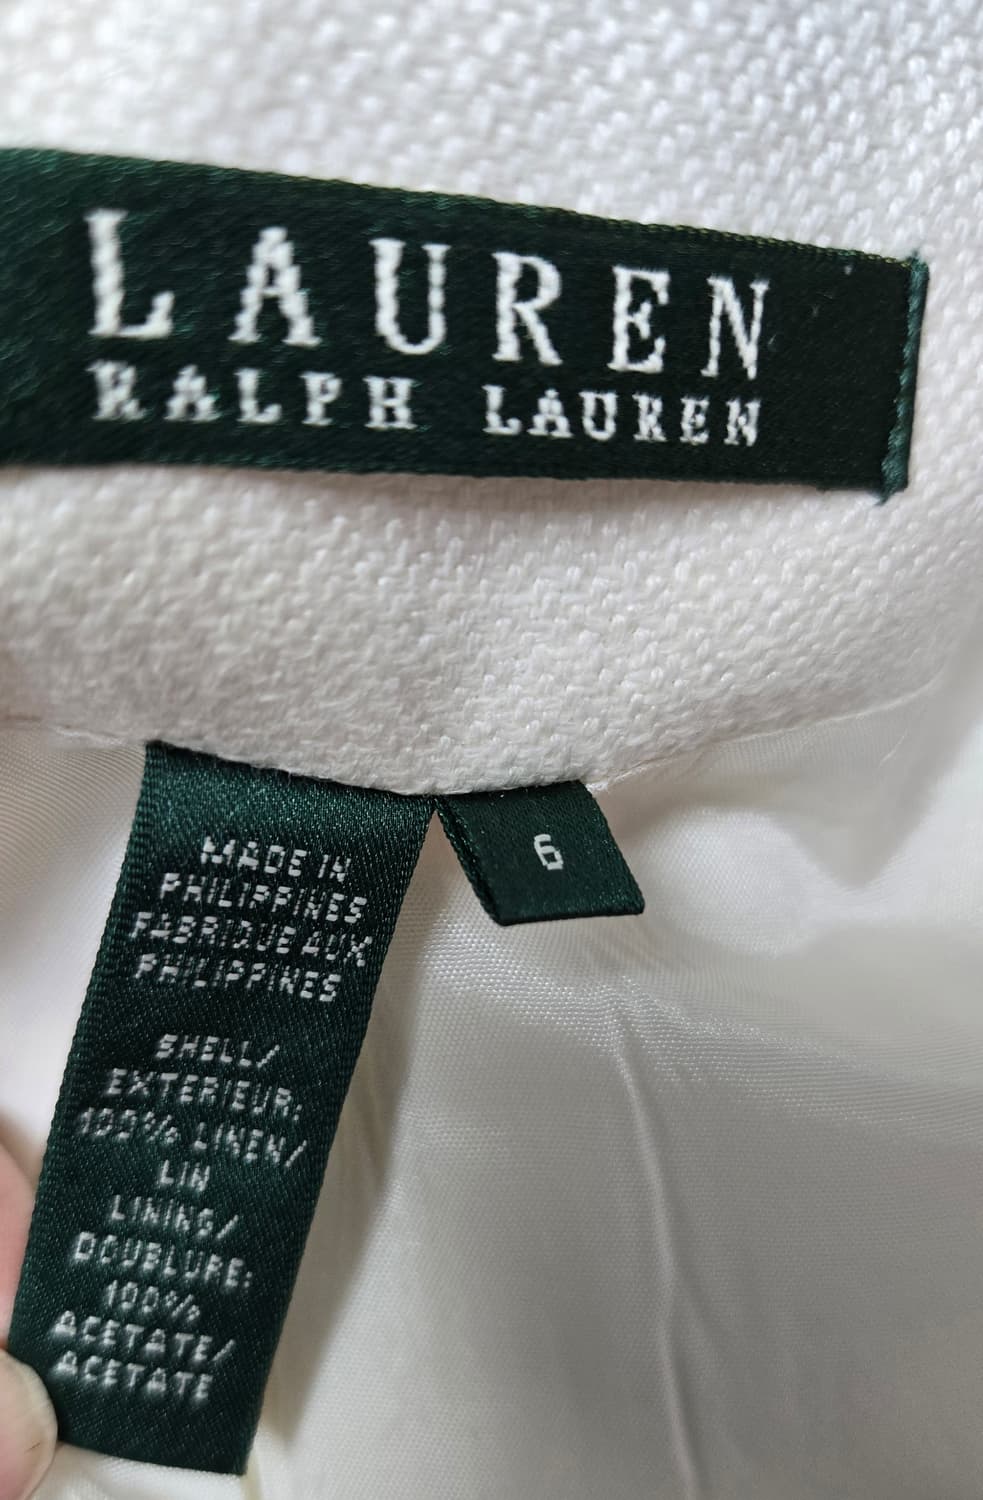 LAUREN
RALPH LAUREN
6
MADE IN
PHILIPPINES
FABRIQUE AUX
PHILIPPINES
SHELL/
EXTERIEUR:
100% LINEN/
LIN
LINING/
DOUBLURE:
100%
ACETATE/
ACETATE